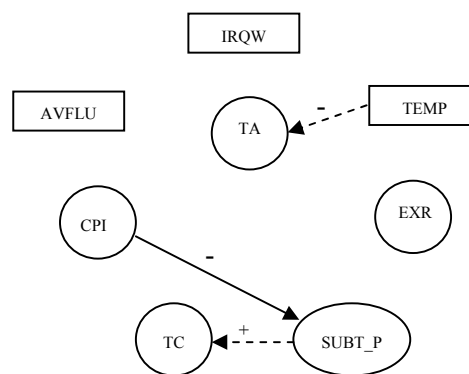 IRQW
AVFLU
-
TEMP
TA
CPI
EXR
-
TC
+
SUBT_P